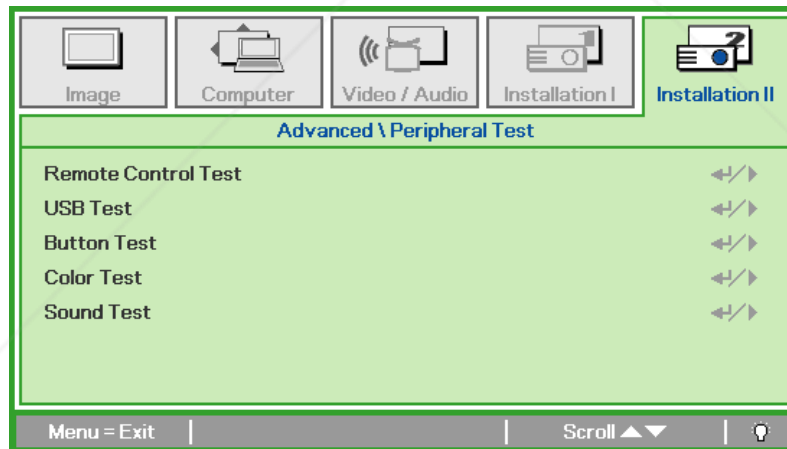 Image Computer Video / Audio Installation I Installation II
Advanced \ Peripheral Test
Remote Control Test
USB Test
Button Test
Color Test
Sound Test
Menu = Exit Scroll ▲▼